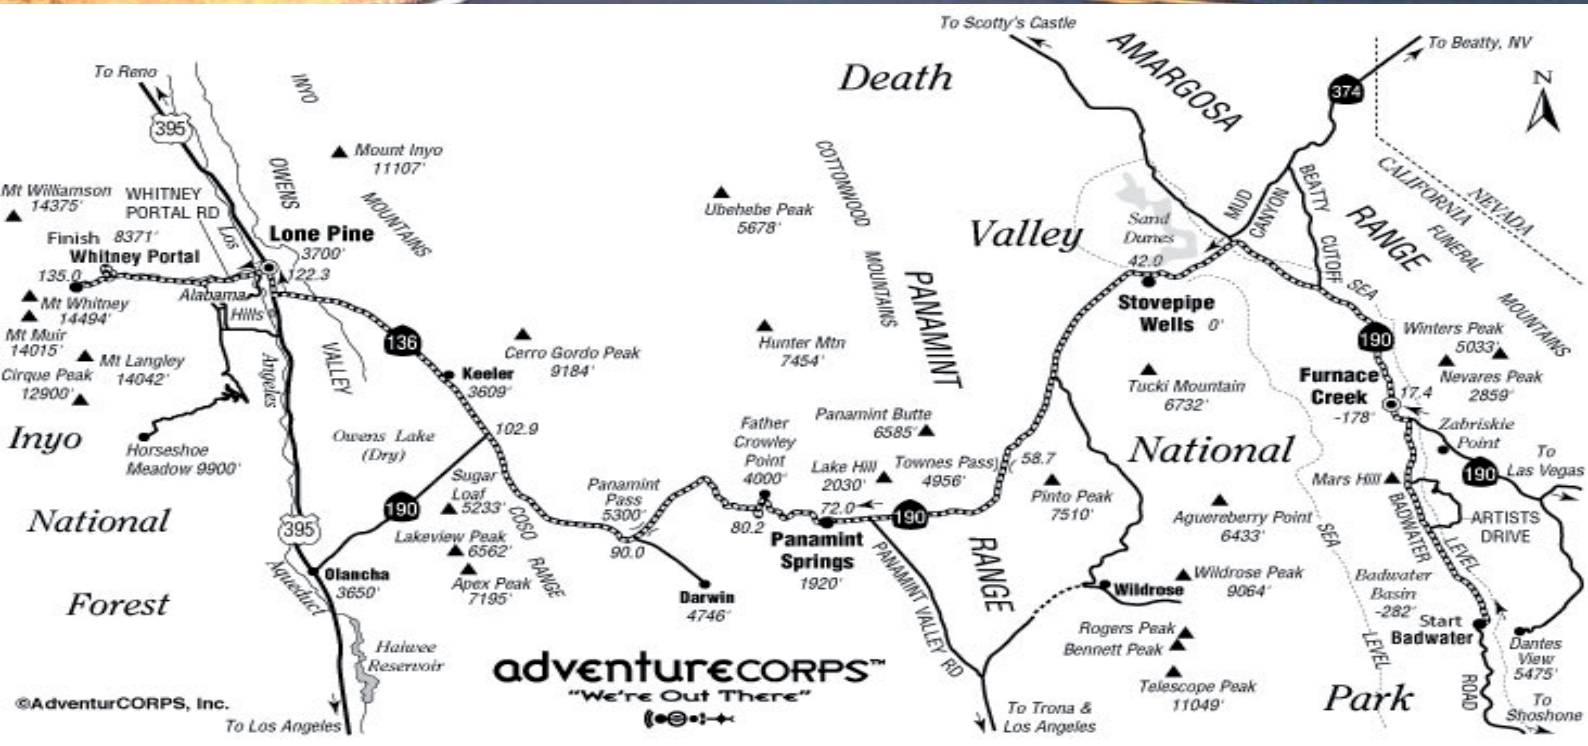 To Scotty's Castle
AMARGOSA
To Beatty, NV
Death
To Reno
INYO
374
N
395
Mount Inyo
11107'
COTTONWOOD
OWENS
Mt Williamson
14375'
WHITNEY
PORTAL RD
MOUNTAINS
Ubehebe Peak
5678'
MUD
CANYON
BEATTY
CALIFORNIA
NEVADA
Los
Lone Pine
3700'
Valley
Sand
Dunes
42.0
RANGE
FUNERAL
Finish 8371'
Whitney Portal
135.0
122.3
MOUNTAINS
PANAMINT
CUTOFF
SEA
Alabama
Hills
Stovepipe
Wells 0'
MOUNTAINS
Mt Whitney
14494'
Mt Muir
14015'
136
Cerro Gordo Peak
9184'
Hunter Mtn
7454'
190
Winters Peak
5033'
Mt Langley
14042'
Cirque Peak
12900'
Angeles
VALLEY
Keeler
3609'
Tucki Mountain
6732'
Furnace
Creek
-178'
17.4
Nevares Peak
2859'
Inyo
Horseshoe
Meadow 9900'
Owens Lake
(Dry)
102.9
Father
Crowley
Point
4000'
Panamint Butte
6585'
National
Zabriskie
Point
To
Las Vegas
190
Sugar
Loaf
5233'
Panamint
Pass
5300'
Lake Hill
2030'
Townes Pass
4956'
58.7
Pinto Peak
7510'
Mars Hill
National
395
190
COSO
RANGE
80.2
72.0
190
Aguereberry Point
6433'
SEA
BADWATER
LEVEL
ARTISTS
DRIVE
Lakeview Peak
6562'
90.0
Panamint
Springs
1920'
PANAMINT VALLEY RD
RANGE
Olancha
3650'
Apex Peak
7195'
Darwin
4746'
Wildrose
Wildrose Peak
9064'
Badwater
Basin
-282'
Forest
Aqueduct
Start
Badwater
Haiwee
Reservoir
adventurecorps™
"We're Out There"
Rogers Peak
Bennett Peak
LEVEL
Dantes
View
5475'
Telescope Peak
11049'
Park
ROAD
To
Shoshone
©AdventurCORPS, Inc.
To Los Angeles
To Trona &
Los Angeles